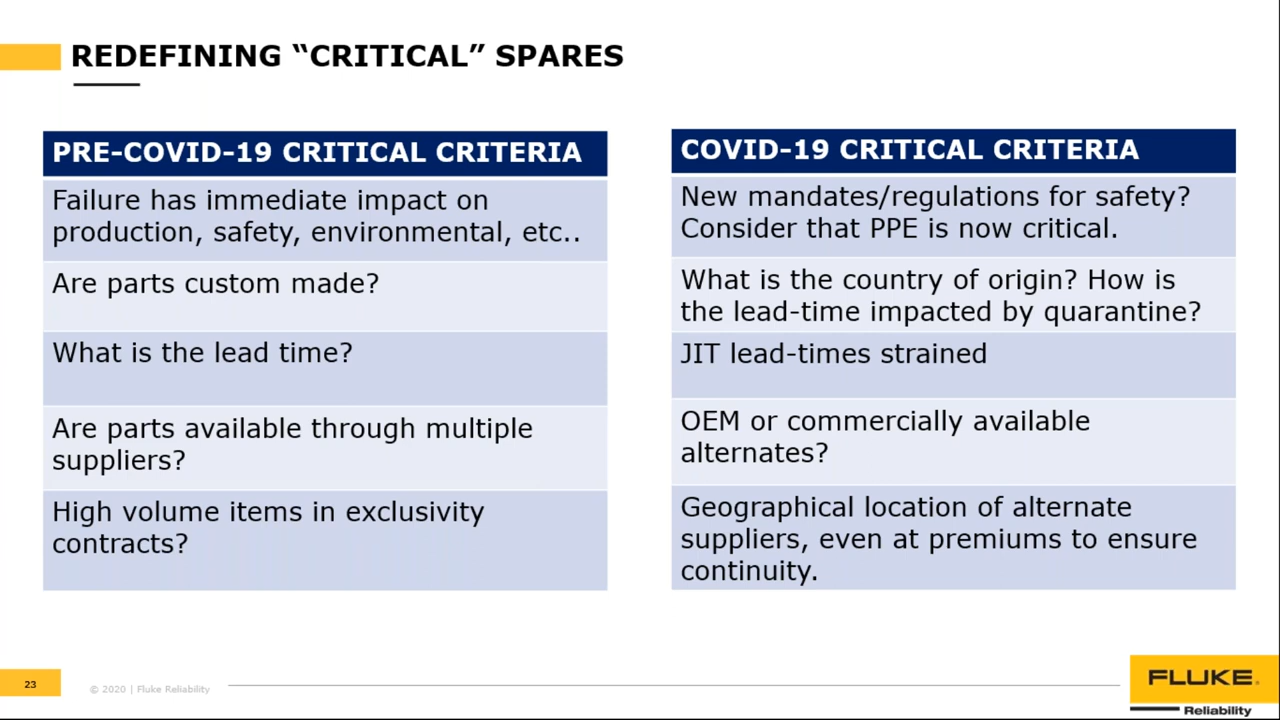 REDEFINING “CRITICAL” SPARES
PRE-COVID-19 CRITICAL CRITERIA
Failure has immediate impact on
production, safety, environmental, etc..
Are parts custom made?
What is the lead time?
Are parts available through multiple
suppliers?
High volume items in exclusivity
contracts?
COVID-19 CRITICAL CRITERIA
New mandates/regulations for safety?
Consider that PPE is now critical.
What is the country of origin? How is
the lead-time impacted by quarantine?
JIT lead-times strained
OEM or commercially available
alternates?
Geographical location of alternate
suppliers, even at premiums to ensure
continuity.
23
© 2020 | Fluke Reliability
FLUKE®
Reliability